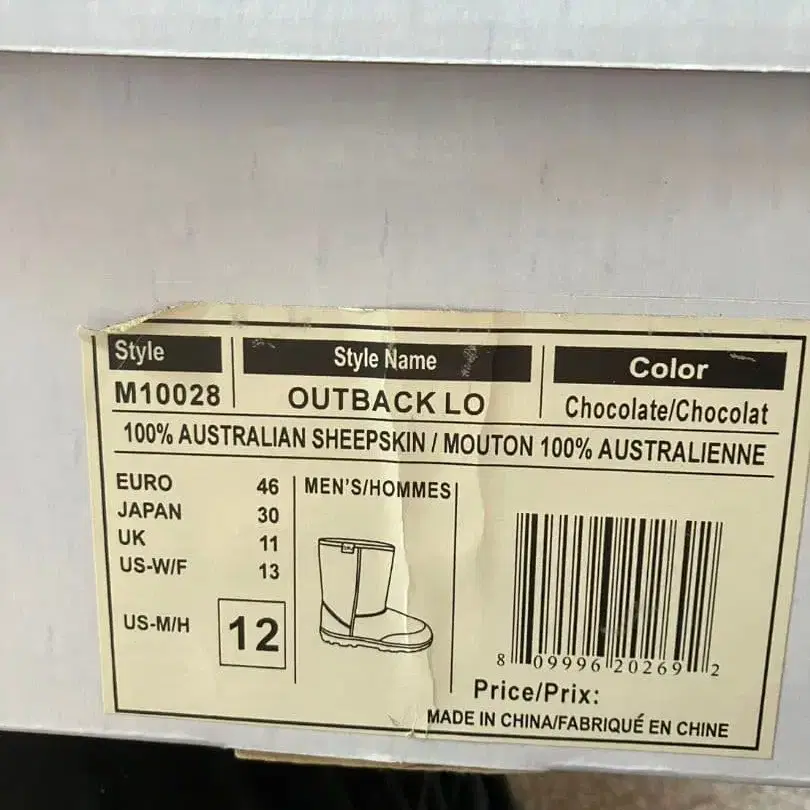 Style Style Name Color
M10028 OUTBACK LO Chocolate/Chocolat
100% AUSTRALIAN SHEEPSKIN / MOUTON 100% AUSTRALIENNE
EURO 46
JAPAN 30
UK 11
US-W/F 13
US-M/H 12
MEN'S/HOMMES
8 09996 20269 2
Price/Prix:
MADE IN CHINA/FABRIQUÉ EN CHINE